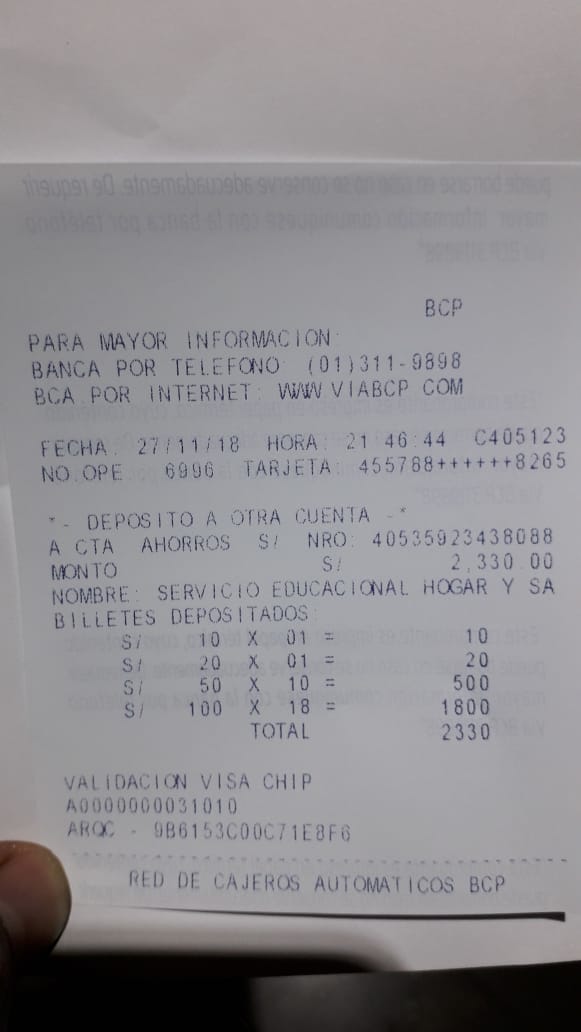 BCP
PARA MAYOR INFORMACION:
BANCA POR TELEFONO: (01)311-9898
BCA.POR INTERNET: WWW.VIABCP.COM
FECHA: 27/11/18 HORA: 21:46:44 C405123
NO.OPE 6996 TARJETA: 455788++++++8265
*- DEPOSITO A OTRA CUENTA -*
A CTA AHORROS S/ NRO: 40535923438088
MONTO S/ 2,330.00
NOMBRE: SERVICIO EDUCACIONAL HOGAR Y SA
BILLETES DEPOSITADOS:
S/ 10 X 01 = 10
S/ 20 X 01 = 20
S/ 50 X 10 = 500
S/ 100 X 18 = 1800
TOTAL 2330
VALIDACION VISA CHIP
A0000000031010
ARQC - 9B6153C00C71E8F6
RED DE CAJEROS AUTOMATICOS BCP